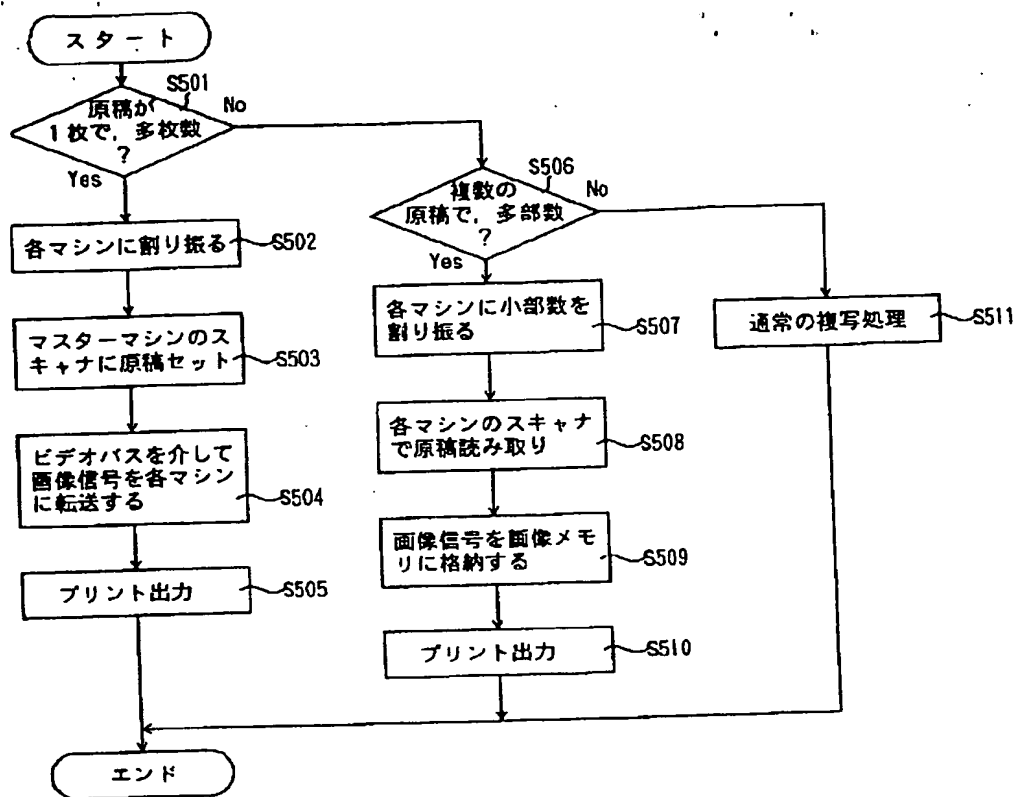 スタート
S501
原稿が
1枚で,多枚数
?
No
Yes
各マシンに割り振る
S502
マスターマシンのス
キャナに原稿セット
S503
ビデオバスを介して
画像信号を各マシン
に転送する
S504
プリント出力
S505
S506
複数の
原稿で,多部数
?
No
Yes
各マシンに小部数を
割り振る
S507
各マシンのスキャナ
で原稿読み取り
S508
画像信号を画像メモ
リに格納する
S509
プリント出力
S510
通常の複写処理
S511
エンド